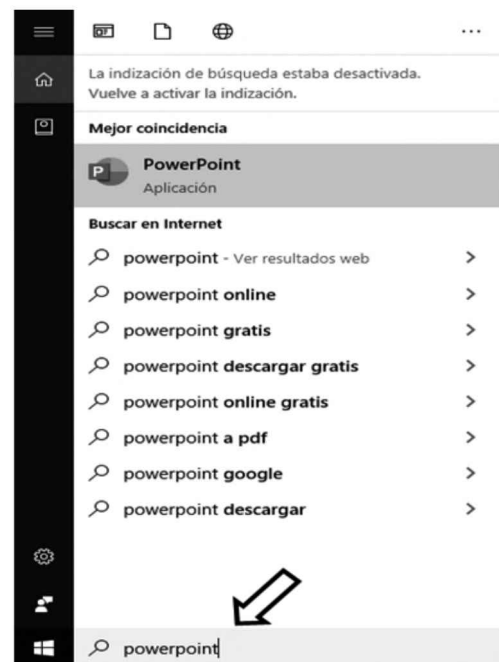 La indización de búsqueda estaba desactivada.
Vuelve a activar la indización.
Mejor coincidencia
PowerPoint
Aplicación
Buscar en Internet
powerpoint - Ver resultados web
powerpoint online
powerpoint gratis
powerpoint descargar gratis
powerpoint online gratis
powerpoint a pdf
powerpoint google
powerpoint descargar
powerpoint